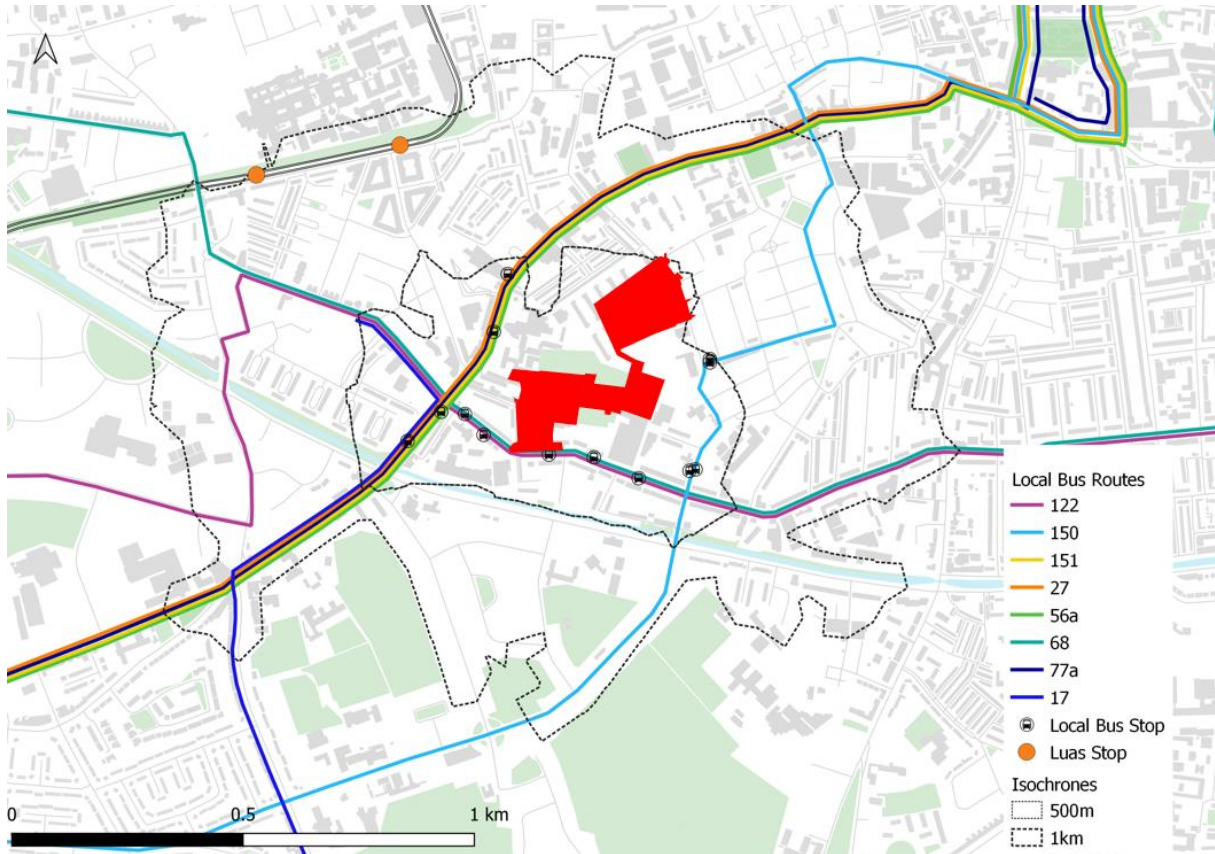 Local Bus Routes
122
150
151
27
56a
68
77a
17
Local Bus Stop
Luas Stop
Isochrones
500m
1km
0 0.5 1 km